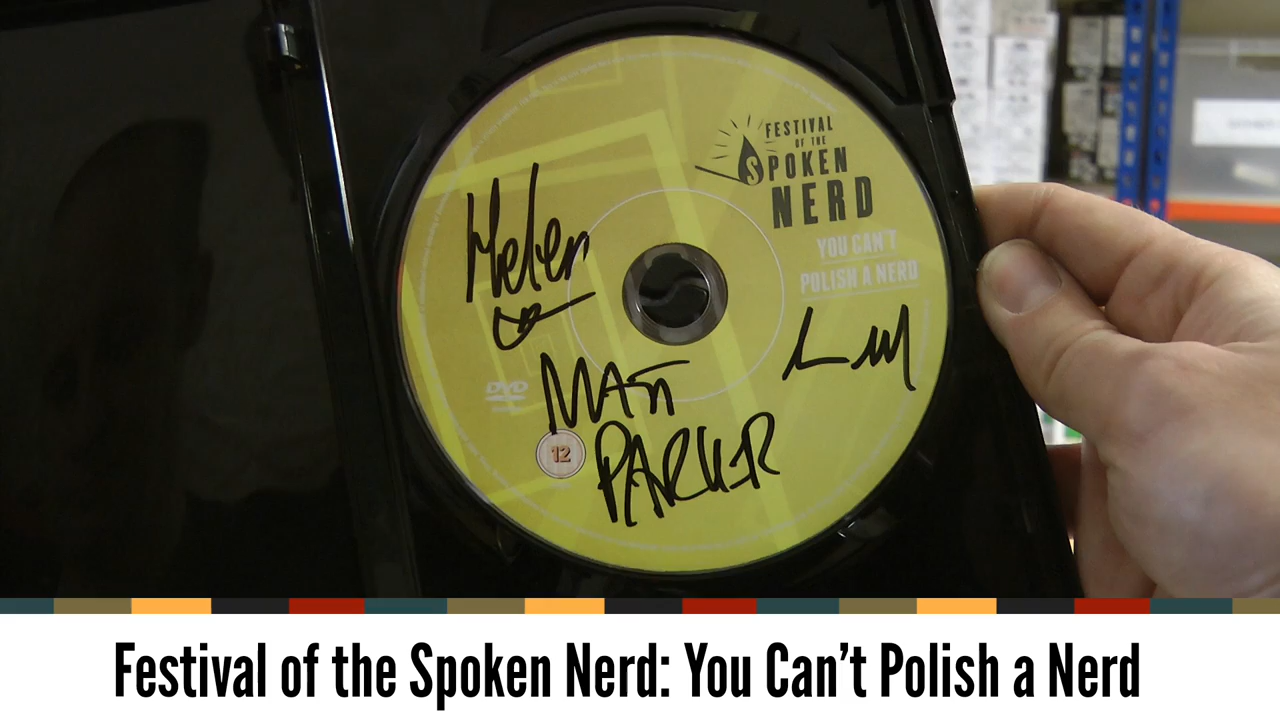 FESTIVAL
OF THE
SPOKEN
NERD
YOU CAN'T
POLISH A NERD
Helen
DVD
MATT
PARKER
12
Festival of the Spoken Nerd: You Can't Polish a Nerd